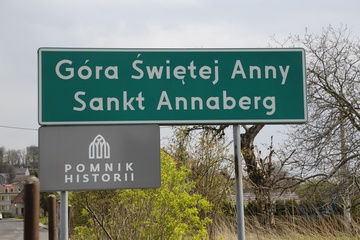 Góra Świętej Anny
Sankt Annaberg
POMNIK
HISTORII